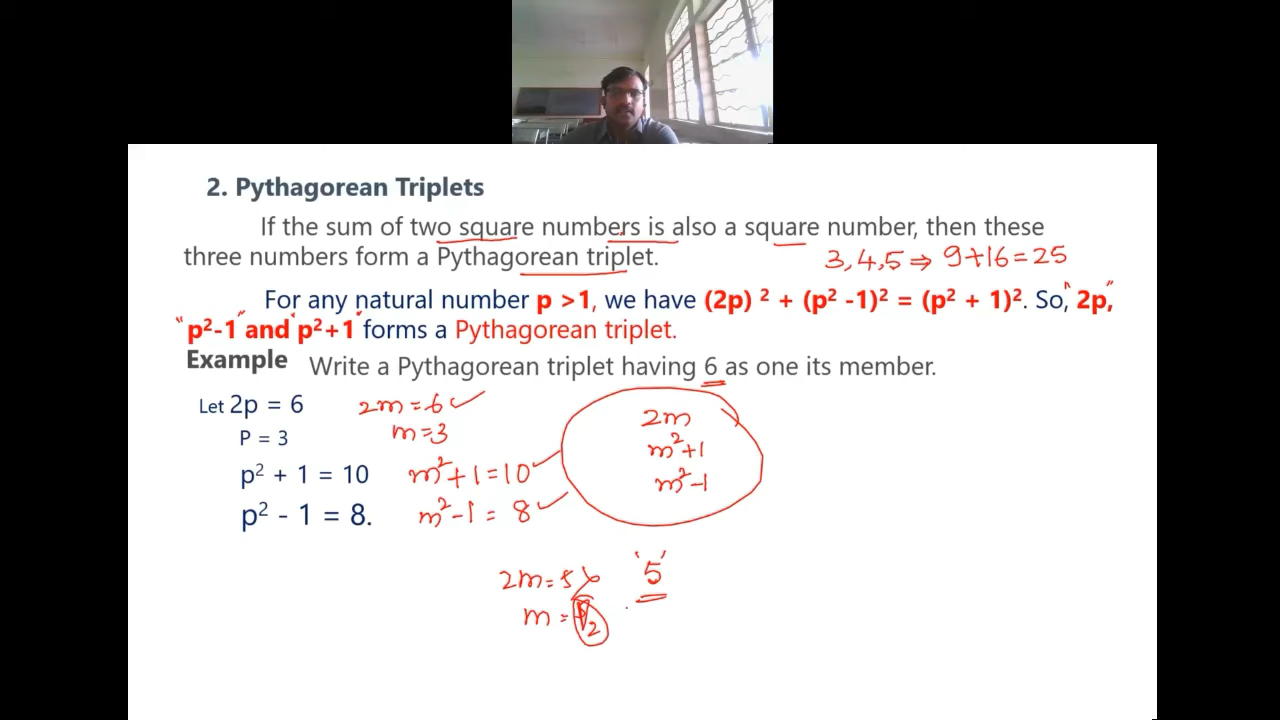 2. Pythagorean Triplets
If the sum of two square numbers is also a square number, then these
three numbers form a Pythagorean triplet.
3,4,5 ⇒ 9+16=25
For any natural number p >1, we have (2p) ² + (p² -1)² = (p² + 1)². So, "2p",
"p²-1" and 'p²+1' forms a Pythagorean triplet.
Example Write a Pythagorean triplet having 6 as one its member.
Let 2p = 6
P = 3
p² + 1 = 10
p² - 1 = 8.
2m=6
m=3
m²+1=10
m²-1= 8
2m
m²+1
m²-1
'5'
2m=5
m =